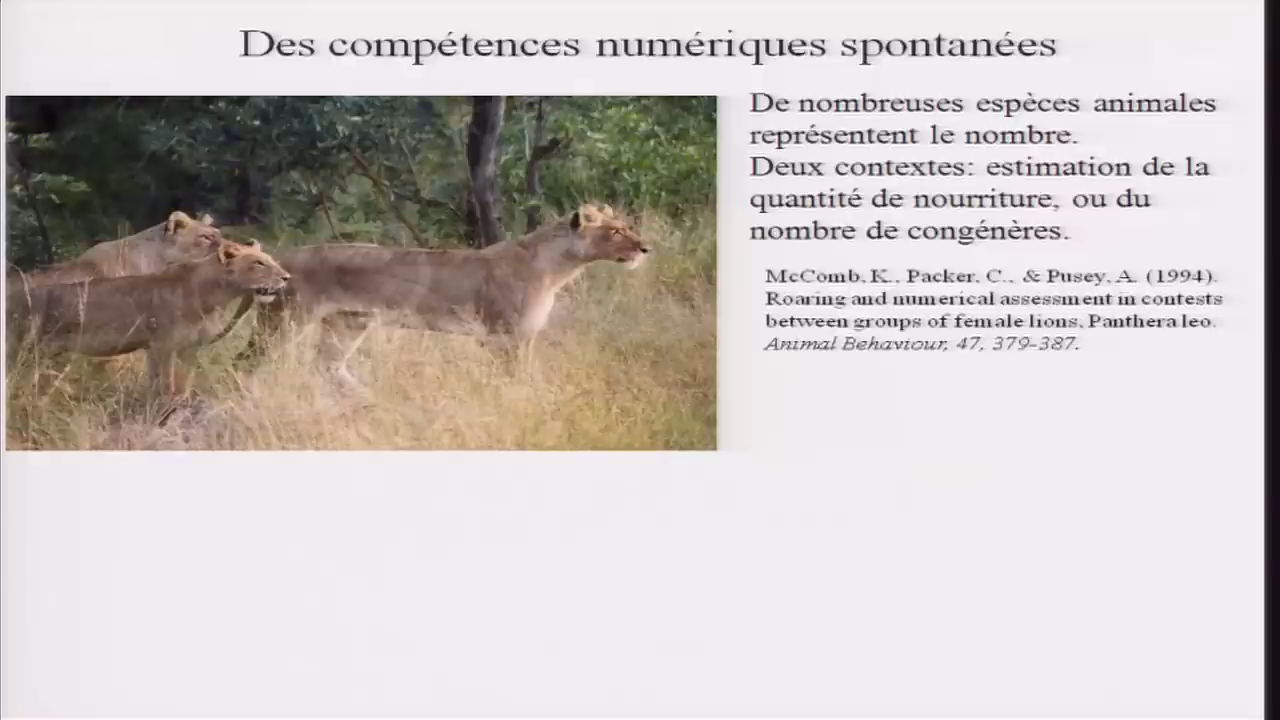 Des compétences numériques spontanées
De nombreuses espèces animales
représentent le nombre.
Deux contextes: estimation de la
quantité de nourriture, ou du
nombre de congénères.
McComb, K., Packer, C., & Pusey, A. (1994).
Roaring and numerical assessment in contests
between groups of female lions, Panthera leo.
Animal Behaviour, 47, 379-387.